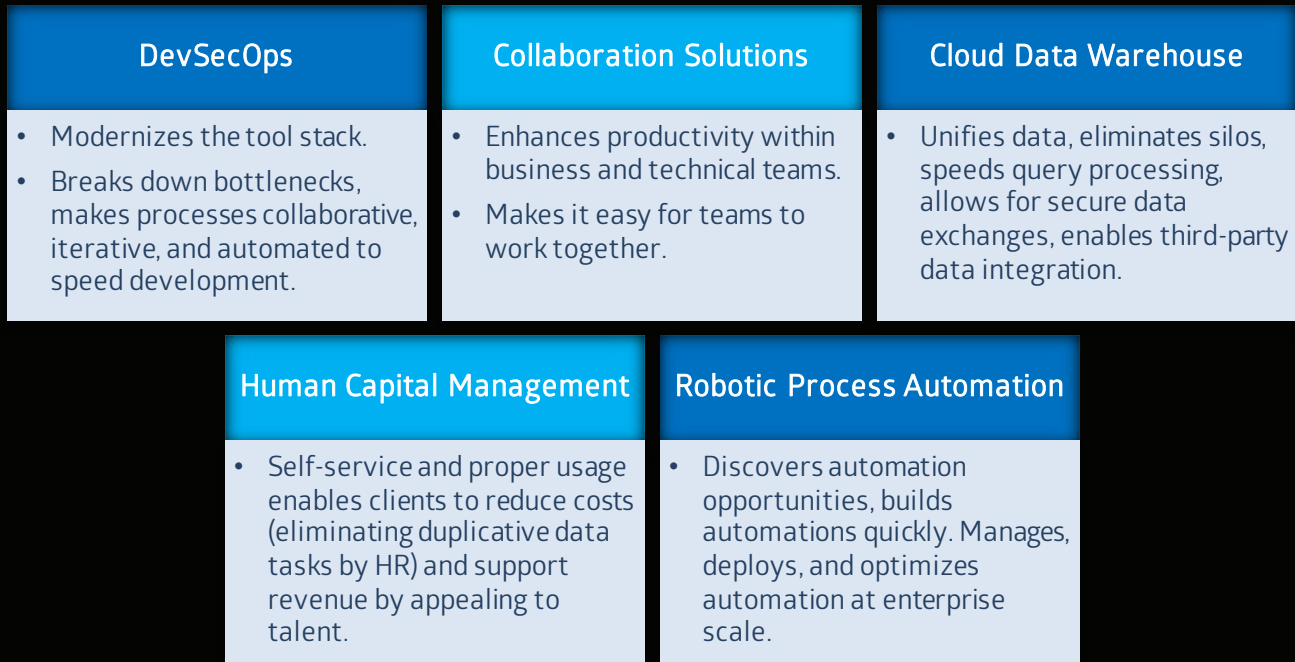 DevSecOps
• Modernizes the tool stack.
• Breaks down bottlenecks,
makes processes collaborative,
iterative, and automated to
speed development.
Collaboration Solutions
• Enhances productivity within
business and technical teams.
• Makes it easy for teams to
work together.
Cloud Data Warehouse
• Unifies data, eliminates silos,
speeds query processing,
allows for secure data
exchanges, enables third-party
data integration.
Human Capital Management
• Self-service and proper usage
enables clients to reduce costs
(eliminating duplicative data
tasks by HR) and support
revenue by appealing to
talent.
Robotic Process Automation
• Discovers automation
opportunities, builds
automations quickly. Manages,
deploys, and optimizes
automation at enterprise
scale.